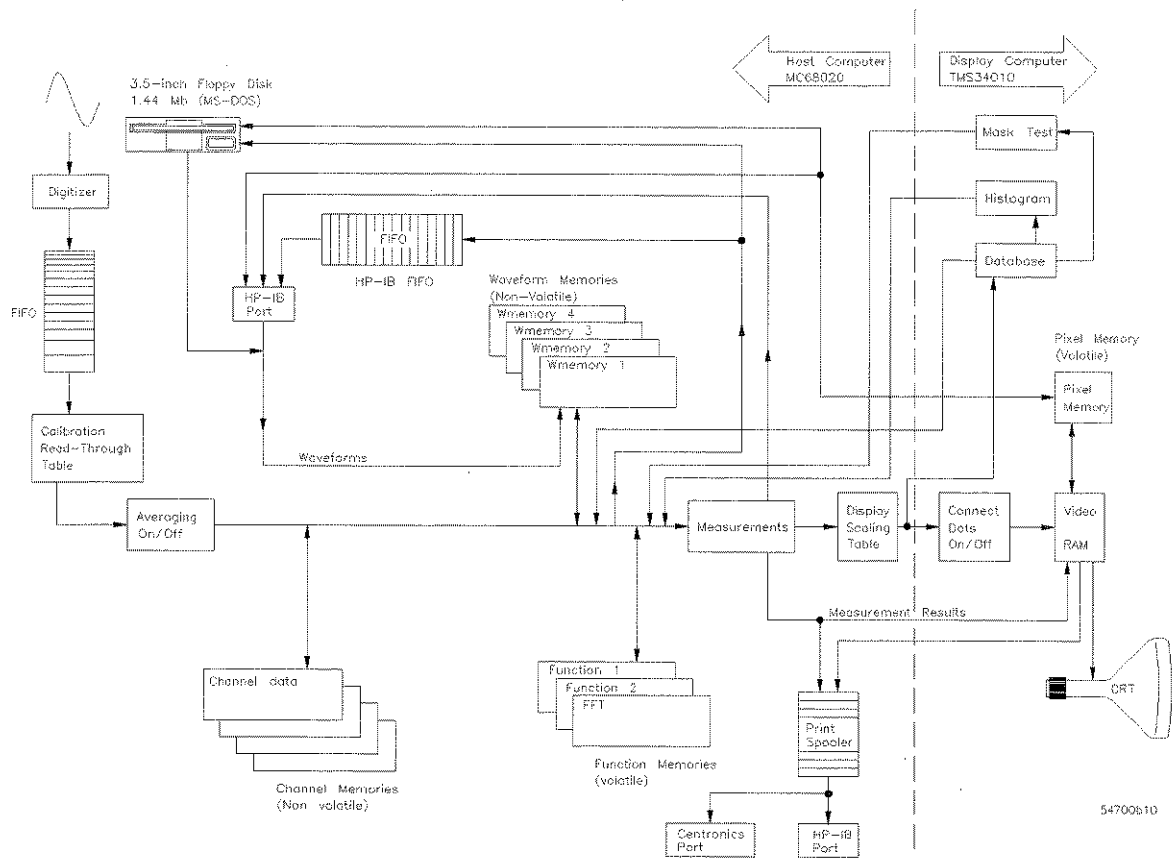 Host Computer
MC68020
Display Computer
TMS34010
3.5-inch Floppy Disk
1.44 Mb (MS-DOS)
Mask Test
Digitizer
Histogram
FIFO
HP-IB FIFO
Database
Waveform Memories
(Non-Volatile)
HP-IB
Port
FIFO
Wmemory 4
Wmemory 3
Wmemory 2
Wmemory 1
Pixel Memory
(Volatile)
Pixel
Memory
Calibration
Read-Through
Table
Waveforms
Averaging
On/Off
Measurements
Display
Scaling
Table
Connect
Dots
On/Off
Video
RAM
Measurement Results
Channel data
Function 1
Function 2
FFT
CRT
Print
Spooler
Function Memories
(volatile)
Channel Memories
(Non volatile)
54700b10
Centronics
Port
HP-IB
Port